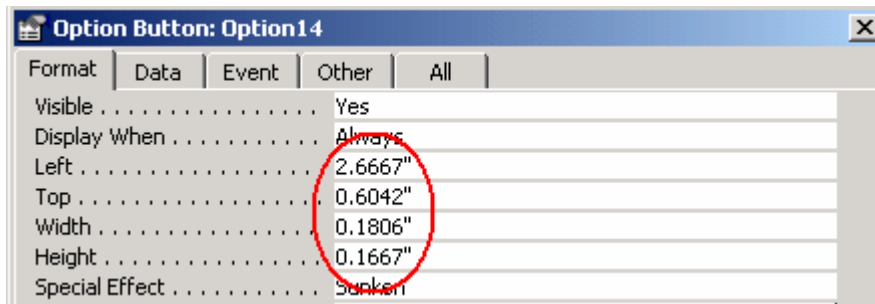 Option Button: Option14
Format Data Event Other All
Visible . . . . . . . . . . . . . . . . Yes
Display When . . . . . . . . . . . Always
Left . . . . . . . . . . . . . . . . . . 2.6667"
Top . . . . . . . . . . . . . . . . . . . 0.6042"
Width . . . . . . . . . . . . . . . . . 0.1806"
Height . . . . . . . . . . . . . . . . 0.1667"
Special Effect . . . . . . . . . . . Sunken